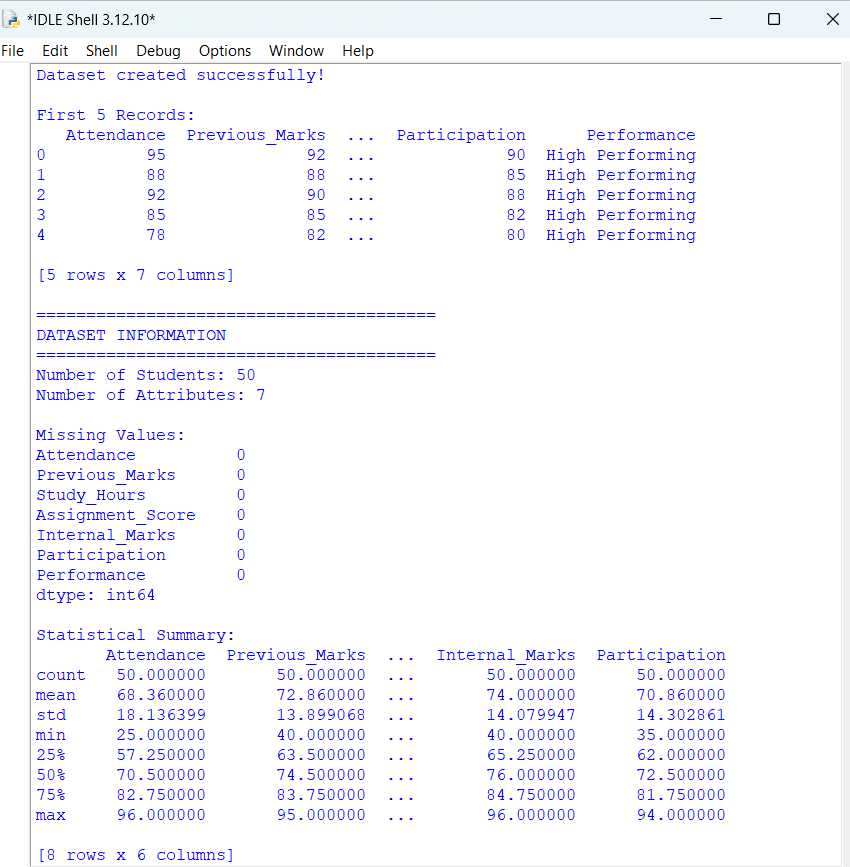 *IDLE Shell 3.12.10*
File Edit Shell Debug Options Window Help
Dataset created successfully!
First 5 Records:
   Attendance  Previous_Marks  ...  Participation      Performance
0          95              92  ...             90  High Performing
1          88              88  ...             85  High Performing
2          92              90  ...             88  High Performing
3          85              85  ...             82  High Performing
4          78              82  ...             80  High Performing
[5 rows x 7 columns]
========================================
DATASET INFORMATION
========================================
Number of Students: 50
Number of Attributes: 7
Missing Values:
Attendance          0
Previous_Marks      0
Study_Hours         0
Assignment_Score    0
Internal_Marks      0
Participation       0
Performance         0
dtype: int64
Statistical Summary:
       Attendance  Previous_Marks  ...  Internal_Marks  Participation
count   50.000000       50.000000  ...       50.000000      50.000000
mean    68.360000       72.860000  ...       74.000000      70.860000
std     18.136399       13.899068  ...       14.079947      14.302861
min     25.000000       40.000000  ...       40.000000      35.000000
25%     57.250000       63.500000  ...       65.250000      62.000000
50%     70.500000       74.500000  ...       76.000000      72.500000
75%     82.750000       83.750000  ...       84.750000      81.750000
max     96.000000       95.000000  ...       96.000000      94.000000
[8 rows x 6 columns]